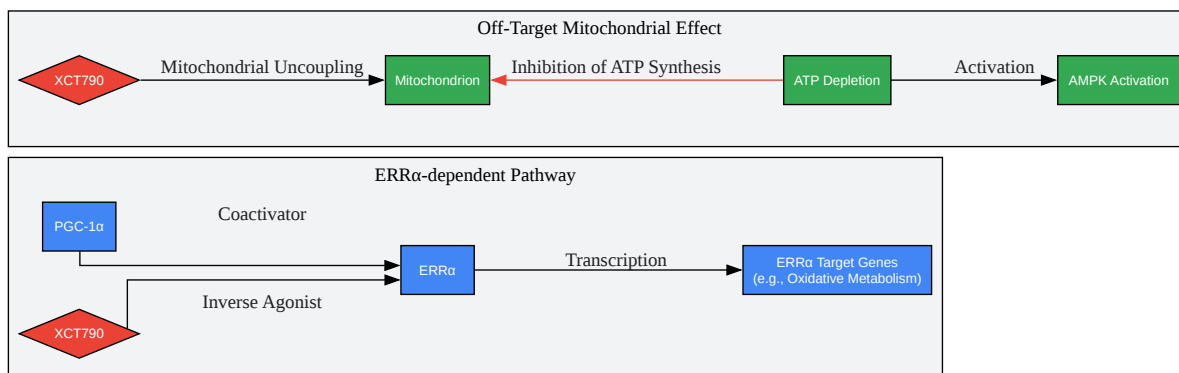 Off-Target Mitochondrial Effect
XCT790
Mitochondrial Uncoupling
Mitochondrion
Inhibition of ATP Synthesis
ATP Depletion
Activation
AMPK Activation
ERRα-dependent Pathway
PGC-1α
Coactivator
ERRα
Transcription
ERRα Target Genes
(e.g., Oxidative Metabolism)
Inverse Agonist
XCT790